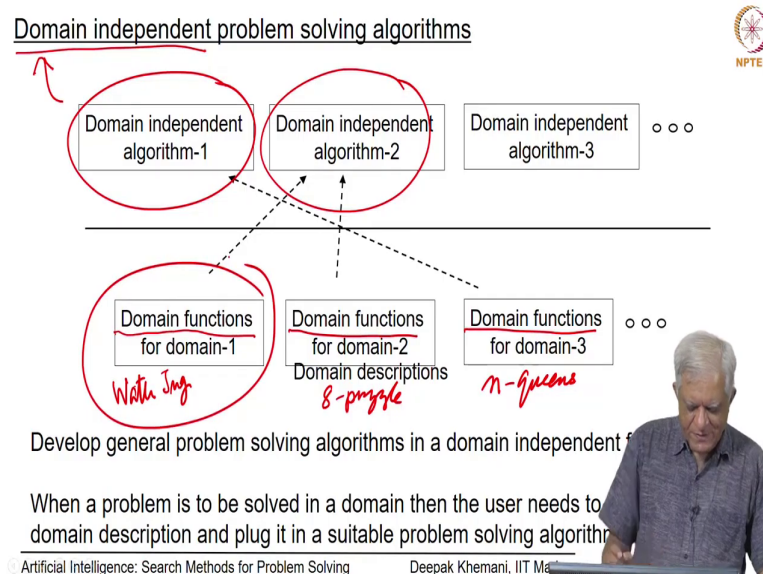 Domain independent problem solving algorithms
NPTE
Domain independent
algorithm-1
Domain independent
algorithm-2
Domain independent
algorithm-3
Domain functions
for domain-1
Domain functions
for domain-2
Domain functions
for domain-3
Domain descriptions
Water Jug
8-puzzle
n-queens
Develop general problem solving algorithms in a domain independent f
When a problem is to be solved in a domain then the user needs to
domain description and plug it in a suitable problem solving algorithm
Artificial Intelligence: Search Methods for Problem Solving
Deepak Khemani, IIT Mad